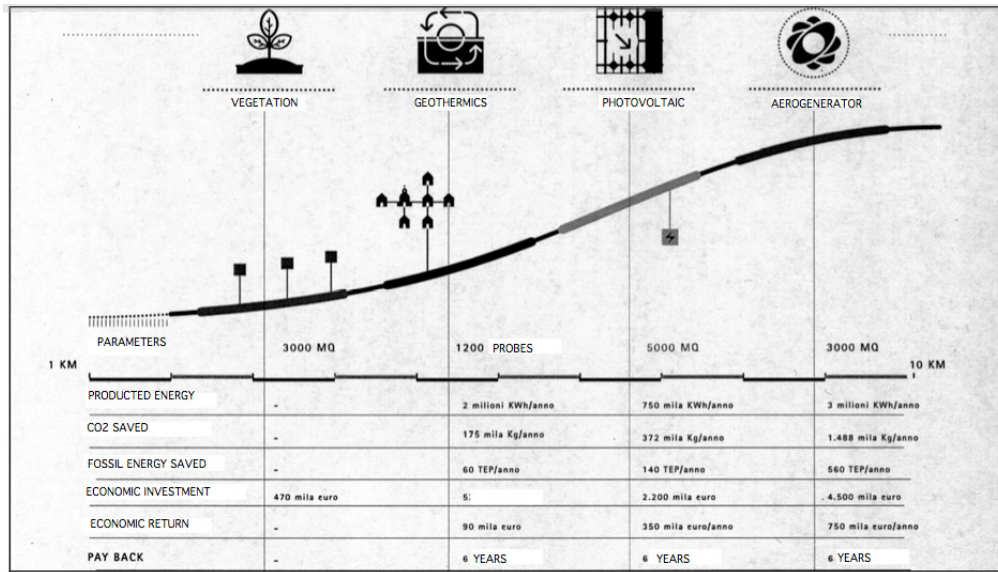 VEGETATION GEOTHERMICS PHOTOVOLTAIC AEROGENERATOR
PARAMETERS 3000 MQ 1200 PROBES 5000 MQ 3000 MQ
1 KM 10 KM
PRODUCTED ENERGY - 2 milioni KWh/anno 750 mila KWh/anno 3 milioni KWh/anno
CO2 SAVED - 175 mila Kg/anno 372 mila Kg/anno 1.488 mila Kg/anno
FOSSIL ENERGY SAVED - 60 TEP/anno 140 TEP/anno 560 TEP/anno
ECONOMIC INVESTMENT 470 mila euro 2.200 mila euro 4.500 mila euro
ECONOMIC RETURN - 90 mila euro 350 mila euro/anno 750 mila euro/anno
PAY BACK - 6 YEARS 6 YEARS 6 YEARS